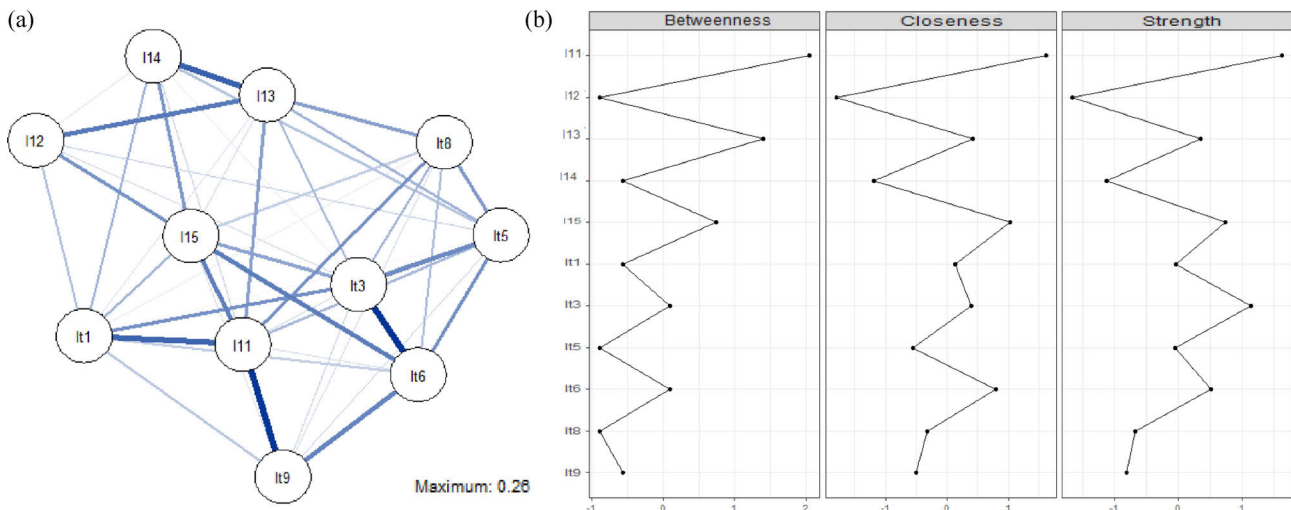 (a)
I14
I13
I12
It8
I15
It5
It3
It1
I11
It6
It9
Maximum: 0.26
(b)
Betweenness Closeness Strength
I11
I12
I13
I14
I15
It1
It3
It5
It6
It8
It9
-1 0 1 2 -1 0 1 -1 0 1